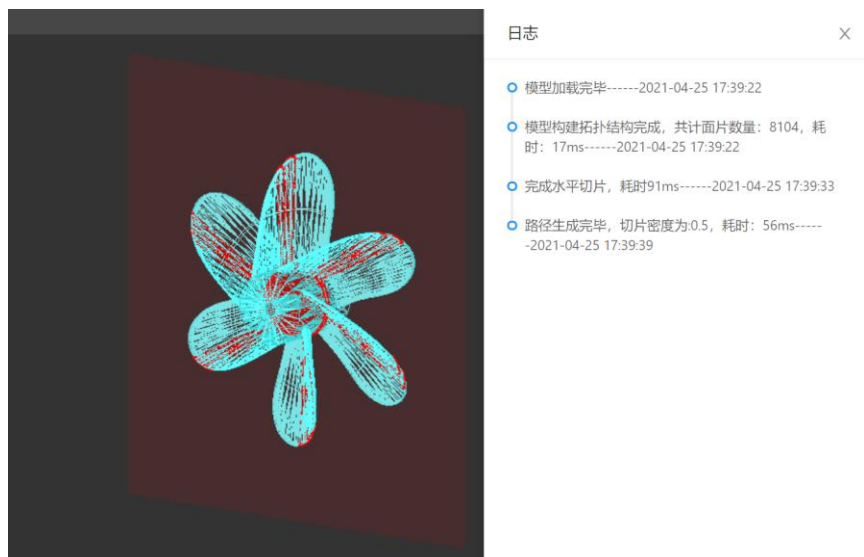 日志
X
模型加载完毕------2021-04-25 17:39:22
模型构建拓扑结构完成，共计面片数量：8104，耗
时：17ms------2021-04-25 17:39:22
完成水平切片，耗时91ms------2021-04-25 17:39:33
路径生成完毕，切片密度为:0.5，耗时：56ms-----
-2021-04-25 17:39:39